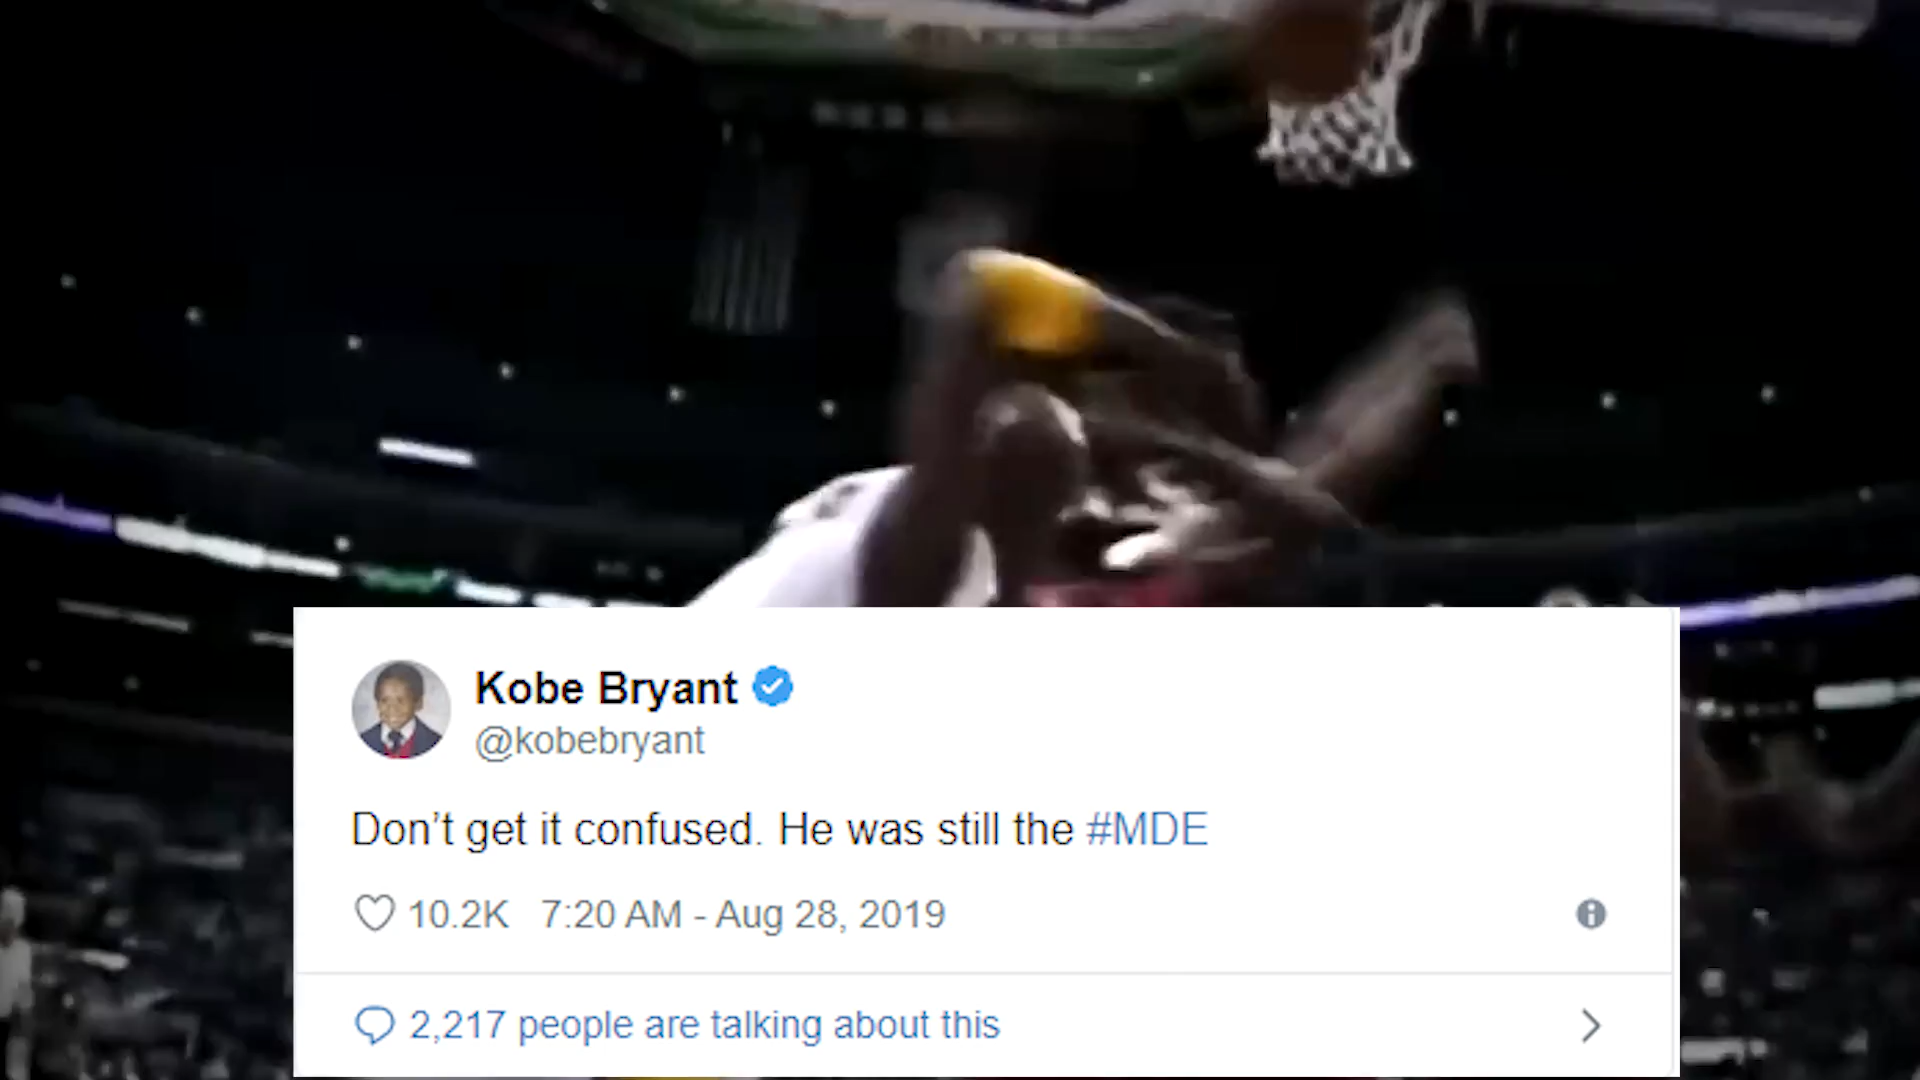 Kobe Bryant
@kobebryant
Don’t get it confused. He was still the #MDE
10.2K 7:20 AM - Aug 28, 2019
2,217 people are talking about this